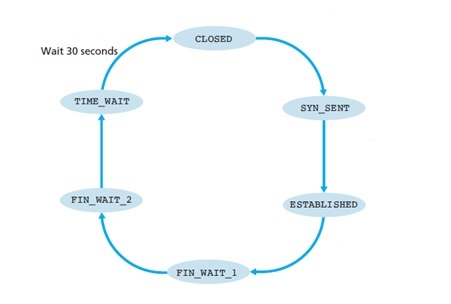 CLOSED
Wait 30 seconds
TIME_WAIT
SYN_SENT
FIN_WAIT_2
ESTABLISHED
FIN_WAIT_1